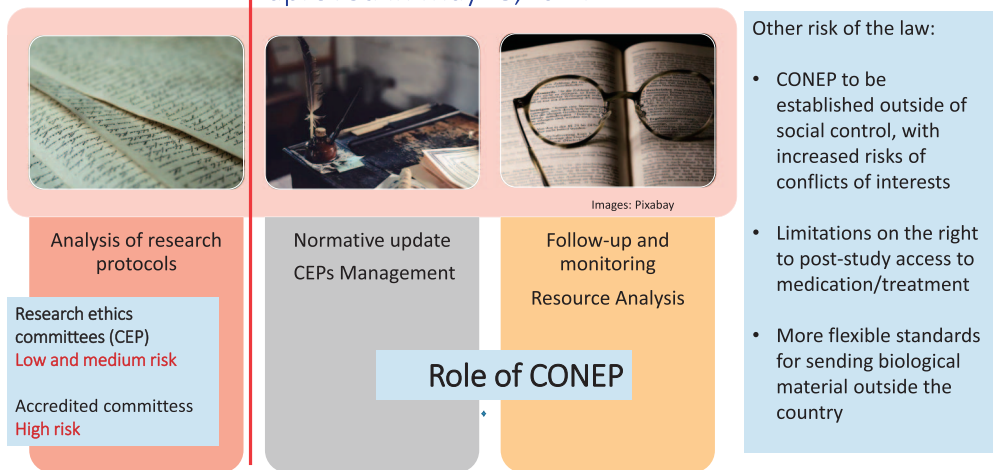 Images: Pixabay
Analysis of research
protocols
Research ethics
committees (CEP)
Low and medium risk
Accredited committess
High risk
Normative update
CEPs Management
Follow-up and
monitoring
Resource Analysis
Role of CONEP
Other risk of the law:
• CONEP to be
established outside of
social control, with
increased risks of
conflicts of interests
• Limitations on the right
to post-study access to
medication/treatment
• More flexible standards
for sending biological
material outside the
country